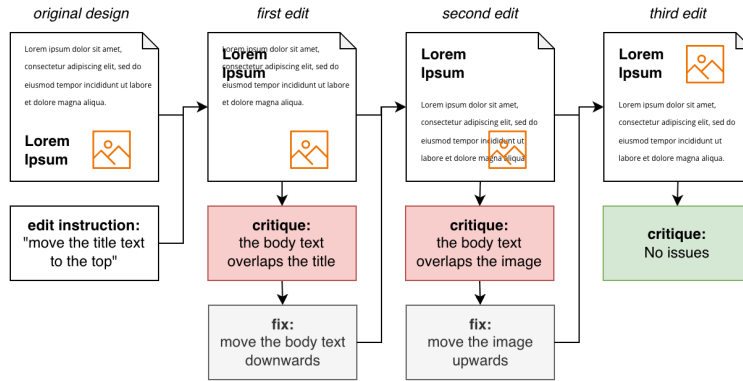 original design
first edit
second edit
third edit
Lorem ipsum dolor sit amet,
consectetur adipiscing elit, sed do
eiusmod tempor incididunt ut labore
et dolore magna aliqua.
Lorem
Ipsum
Lorem ipsum dolor sit amet,
Lorem
consectetur adipiscing elit, sed do
Ipsum
eiusmod tempor incididunt ut labore
et dolore magna aliqua.
Lorem
Ipsum
Lorem ipsum dolor sit amet,
consectetur adipiscing elit, sed do
eiusmod tempor incididunt ut
labore et dolore magna aliqua.
Lorem
Ipsum
Lorem ipsum dolor sit amet,
consectetur adipiscing elit, sed do
eiusmod tempor incididunt ut
labore et dolore magna aliqua.
edit instruction:
"move the title text
to the top"
critique:
the body text
overlaps the title
critique:
the body text
overlaps the image
critique:
No issues
fix:
move the body text
downwards
fix:
move the image
upwards